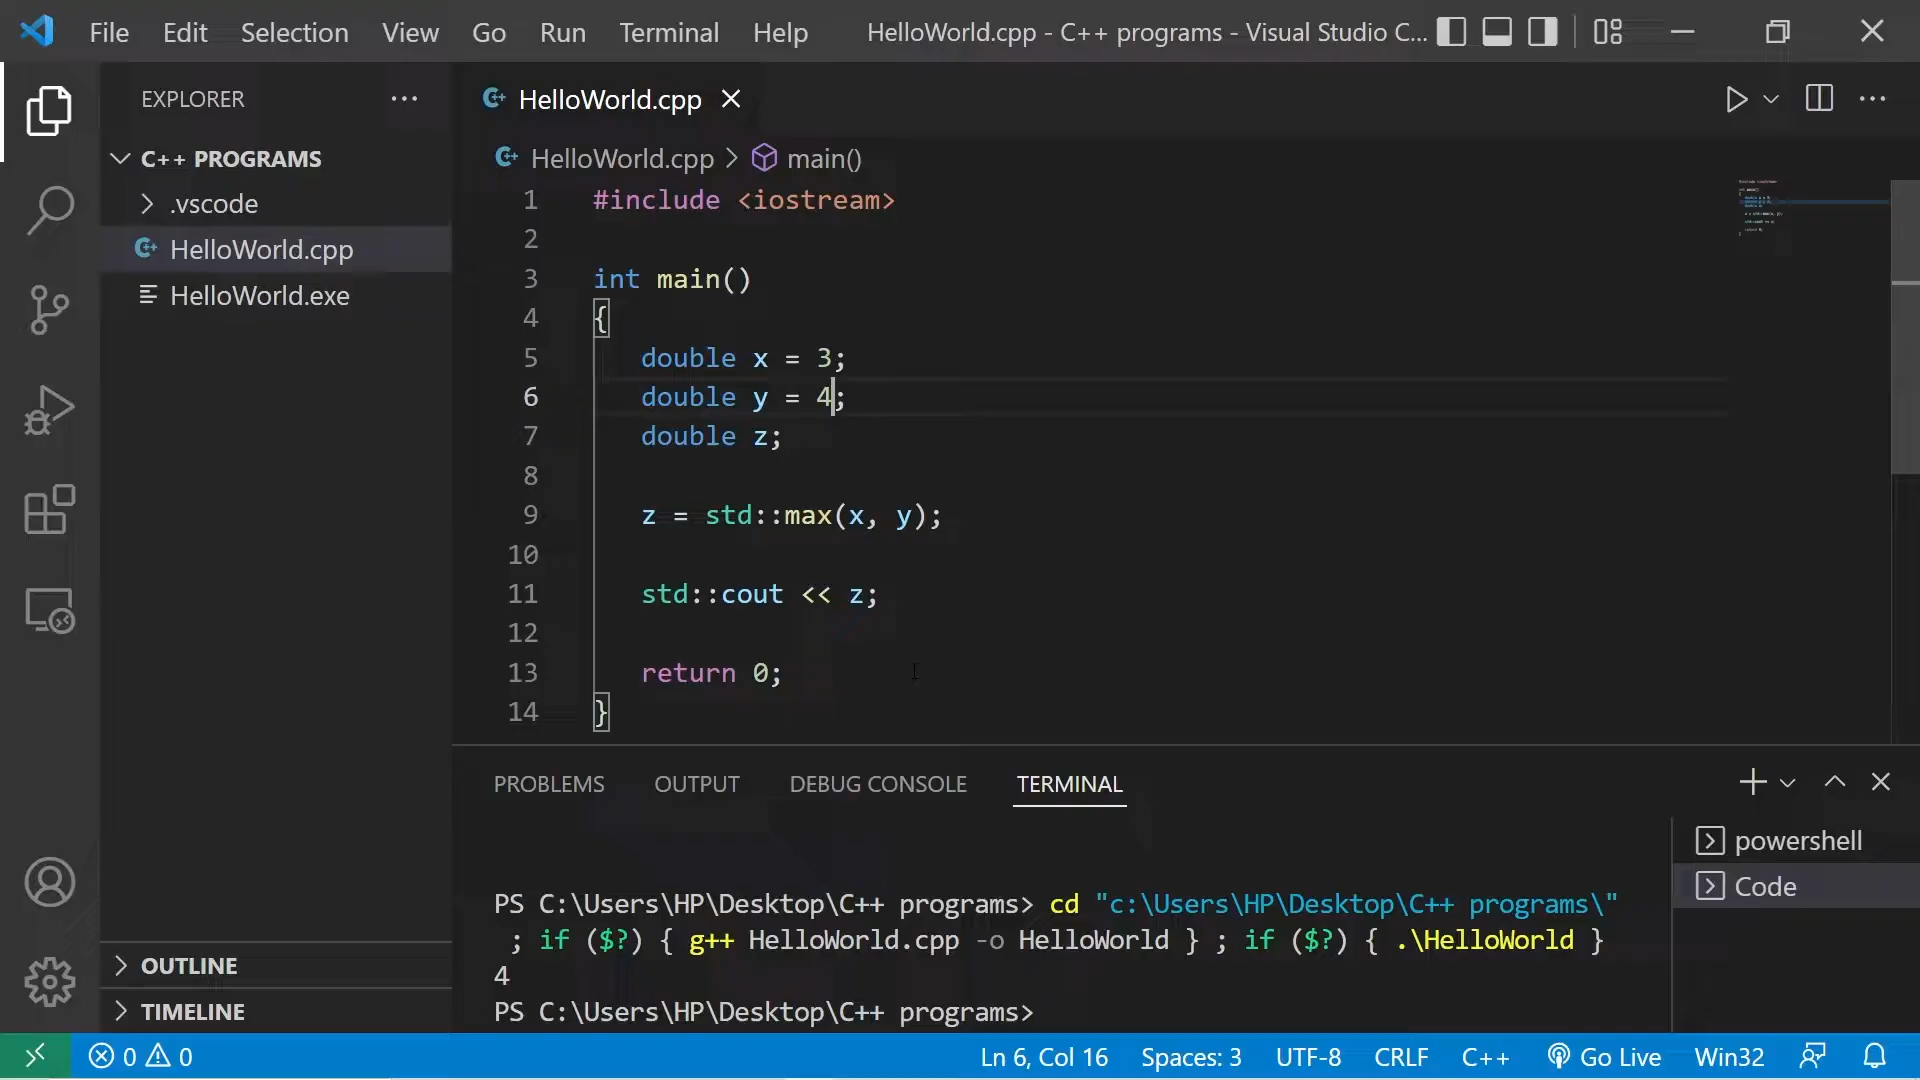 File Edit Selection View Go Run Terminal Help HelloWorld.cpp - C++ programs - Visual Studio C...
EXPLORER
C++ PROGRAMS
.vscode
HelloWorld.cpp
HelloWorld.exe
OUTLINE
TIMELINE
HelloWorld.cpp
HelloWorld.cpp > main()
1 #include <iostream>
2
3 int main()
4 {
5 double x = 3;
6 double y = 4;
7 double z;
8
9 z = std::max(x, y);
10
11 std::cout << z;
12
13 return 0;
14 }
PROBLEMS OUTPUT DEBUG CONSOLE TERMINAL
PS C:\Users\HP\Desktop\C++ programs> cd "c:\Users\HP\Desktop\C++ programs\"
; if ($?) { g++ HelloWorld.cpp -o HelloWorld } ; if ($?) { .\HelloWorld }
4
PS C:\Users\HP\Desktop\C++ programs>
powershell
Code
0 0 Ln 6, Col 16 Spaces: 3 UTF-8 CRLF C++ Go Live Win32